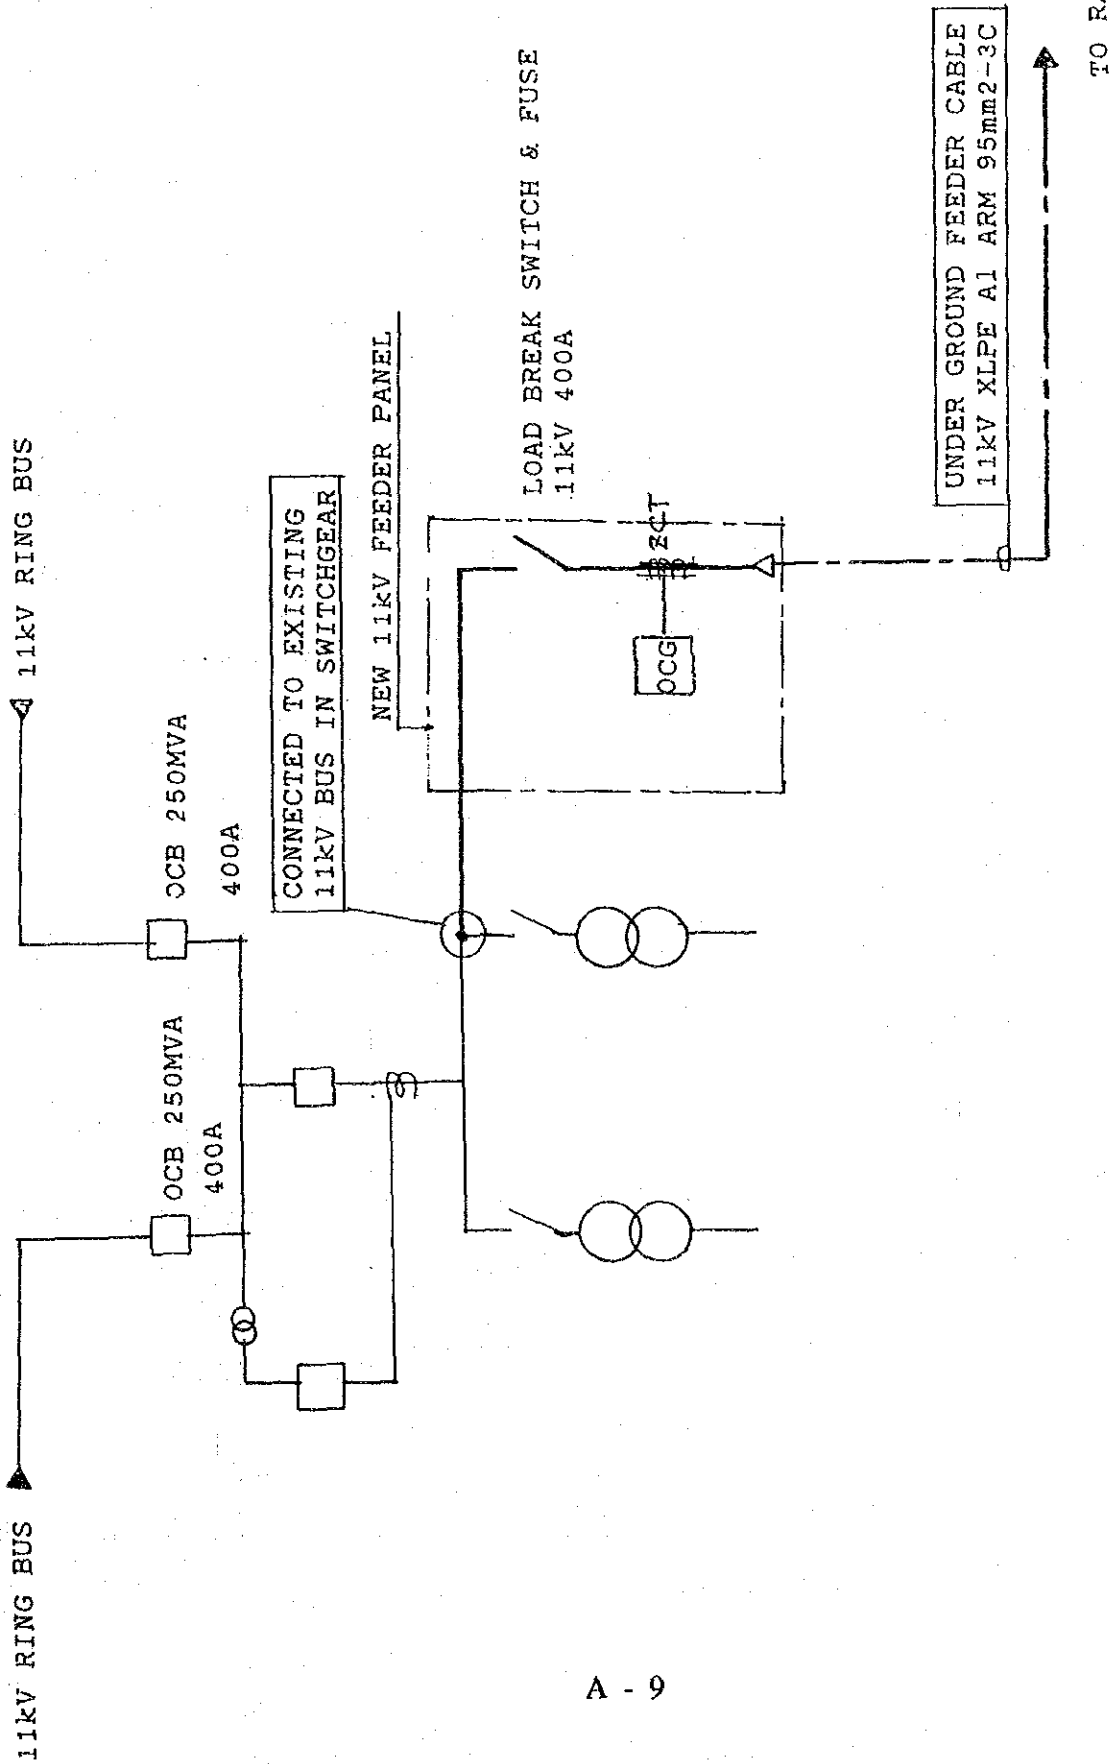 11kV RING BUS
11kV RING BUS
OCB 250MVA
400A
OCB 250MVA
400A
CONNECTED TO EXISTING
11kV BUS IN SWITCHGEAR
NEW 11kV FEEDER PANEL
LOAD BREAK SWITCH & FUSE
11kV 400A
ZCT
OCG
UNDER GROUND FEEDER CABLE
11kV XLPE Al ARM 95mm2-3C
TO
A - 9